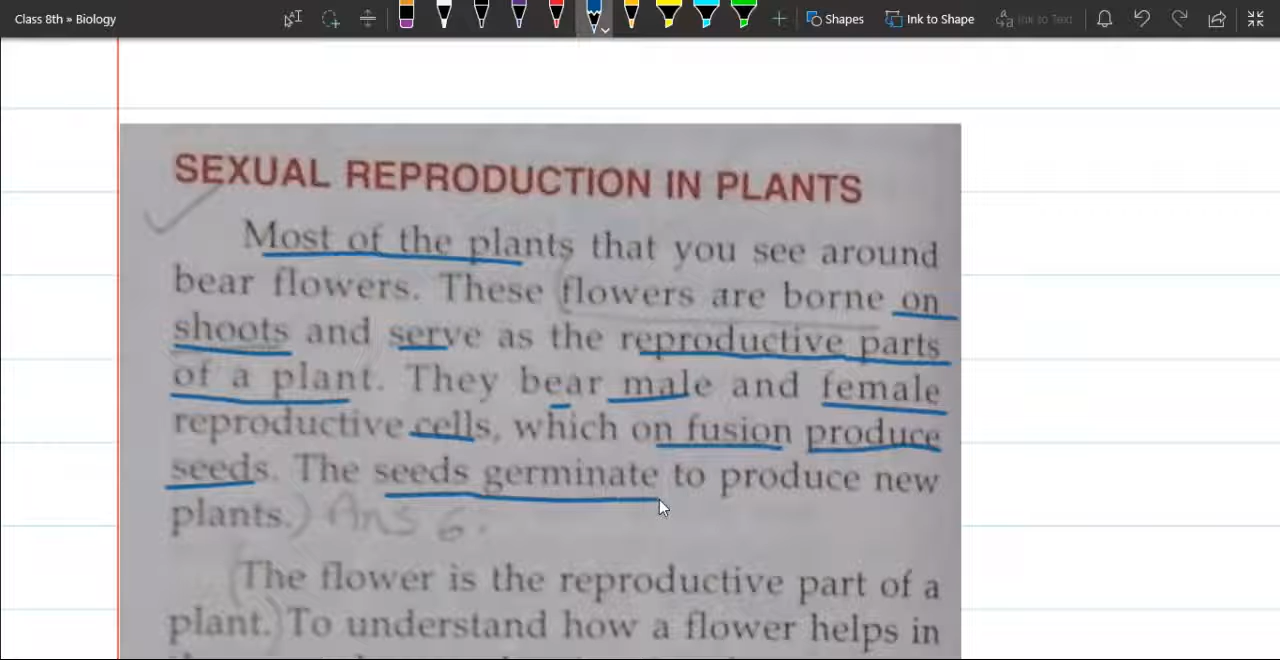 Class 8th » Biology
Shapes
Ink to Shape
Ink to Text
SEXUAL REPRODUCTION IN PLANTS
Most of the plants that you see around
bear flowers. These flowers are borne on
shoots and serve as the reproductive parts
of a plant. They bear male and female
reproductive cells, which on fusion produce
seeds. The seeds germinate to produce new
plants.) Ans 6.
(The flower is the reproductive part of a
plant.) To understand how a flower helps in